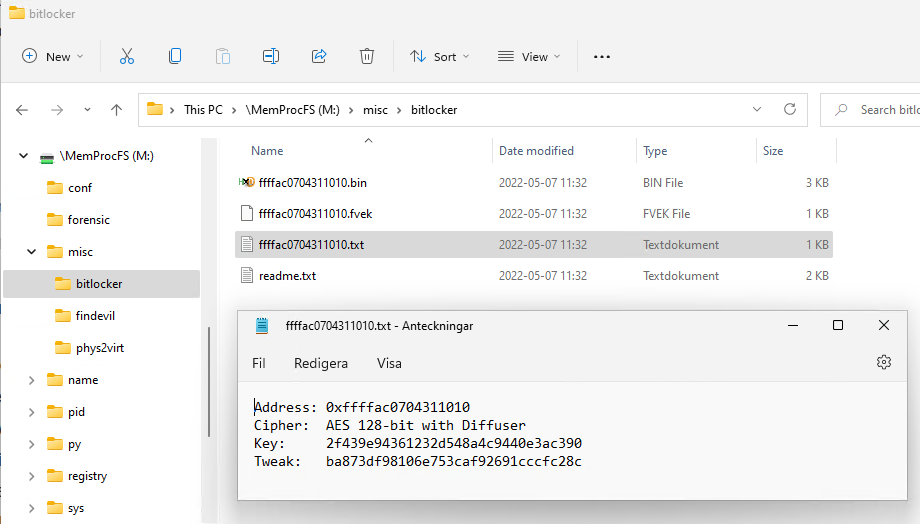 bitlocker
New
Sort
View
This PC
\MemProcFS (M:)
misc
bitlocker
Search bitlo
\MemProcFS (M:)
conf
forensic
misc
bitlocker
findevil
phys2virt
name
pid
py
registry
sys
Name Date modified Type Size
ffffac0704311010.bin 2022-05-07 11:32 BIN File 3 KB
ffffac0704311010.fvek 2022-05-07 11:32 FVEK File 1 KB
ffffac0704311010.txt 2022-05-07 11:32 Textdokument 1 KB
readme.txt 2022-05-07 11:32 Textdokument 2 KB
ffffac0704311010.txt - Anteckningar
Fil Redigera Visa
Address: 0xffffac0704311010
Cipher: AES 128-bit with Diffuser
Key: 2f439e94361232d548a4c9440e3ac390
Tweak: ba873df98106e753caf92691cccfc28c